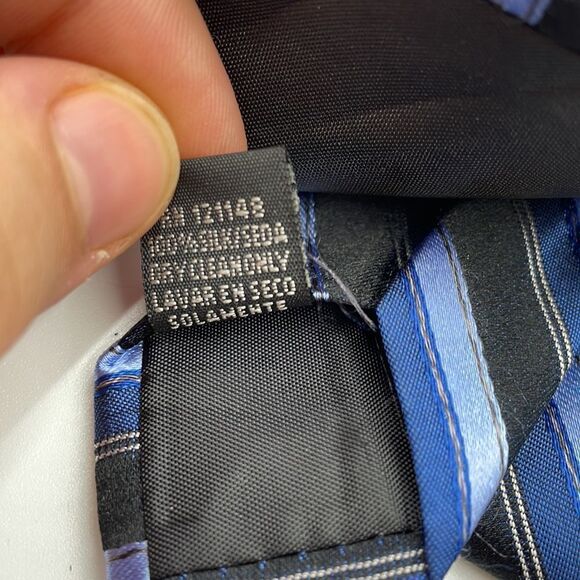 RN 121148
100% SILK/SEDA
DRY CLEAN ONLY
LAVAR EN SECO
SOLAMENTE